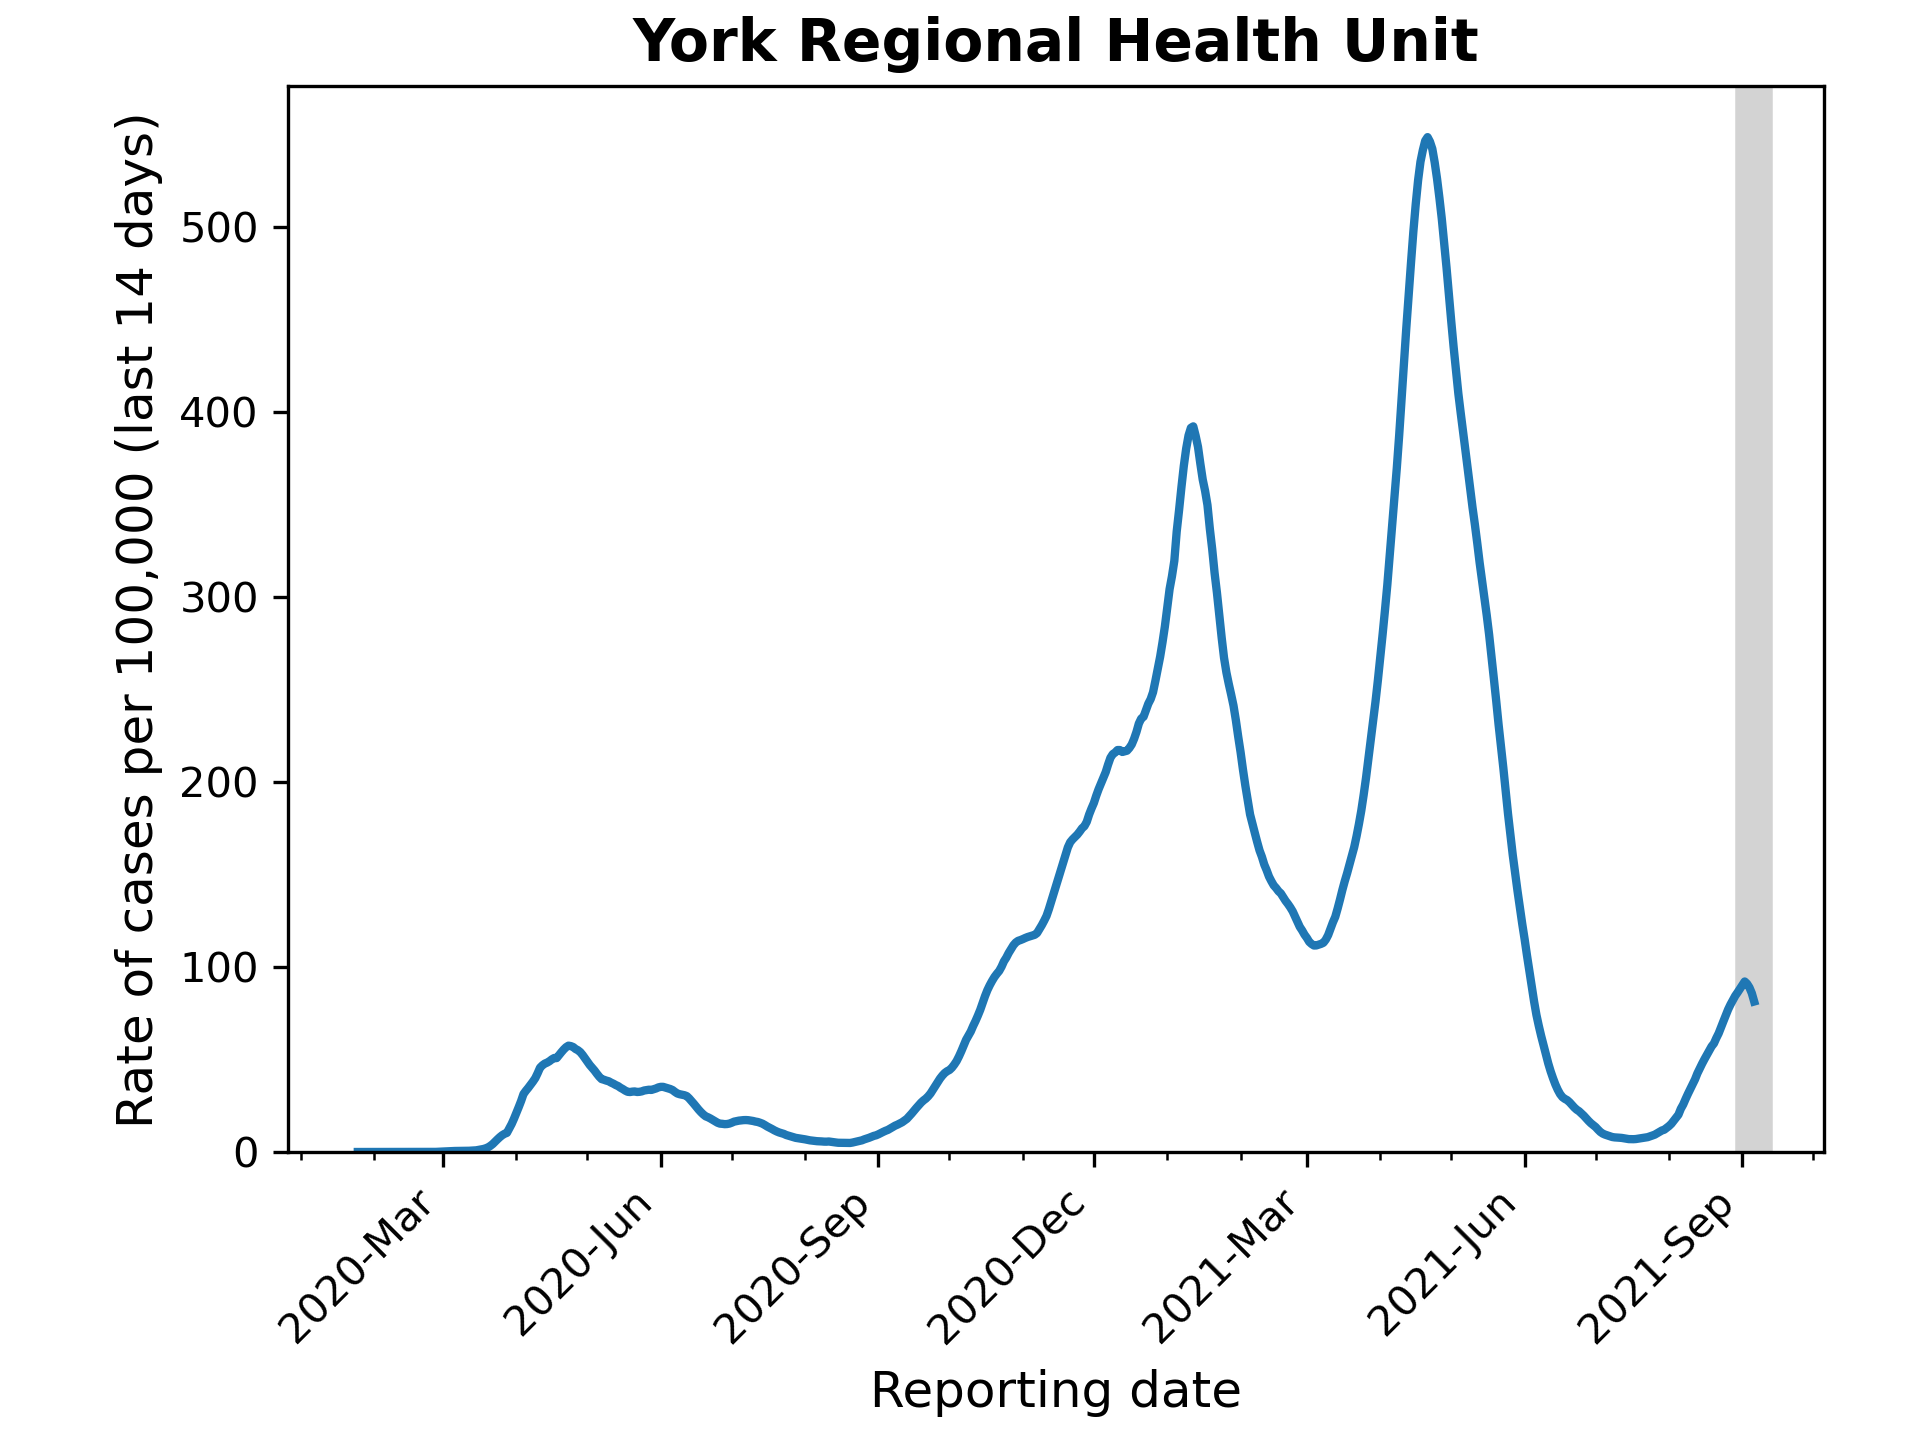 York Regional Health Unit
Rate of cases per 100,000 (last 14 days)
500
400
300
200
100
0
2020-Mar
2020-Jun
2020-Sep
2020-Dec
2021-Mar
2021-Jun
2021-Sep
Reporting date